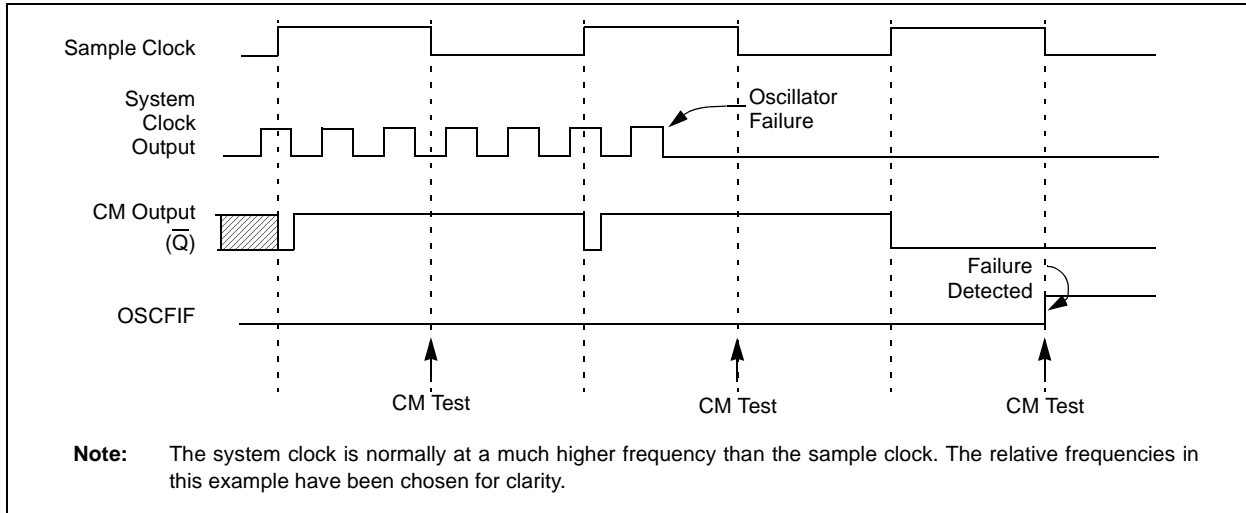 Sample Clock
System
Clock
Output
Oscillator
Failure
CM Output
(Q̅)
Failure
Detected
OSCFIF
CM Test
CM Test
CM Test
Note: The system clock is normally at a much higher frequency than the sample clock. The relative frequencies in
this example have been chosen for clarity.